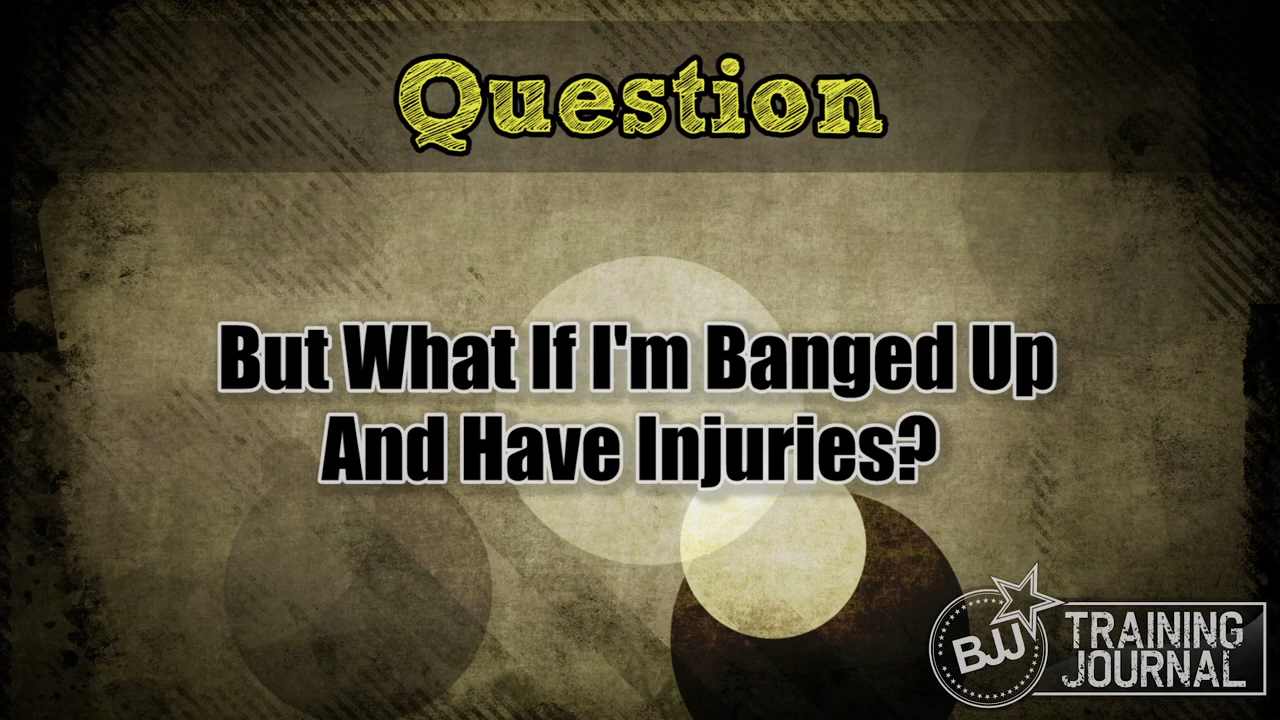 Question
But What If I'm Banged Up
And Have Injuries?
BJJ
TRAINING
JOURNAL